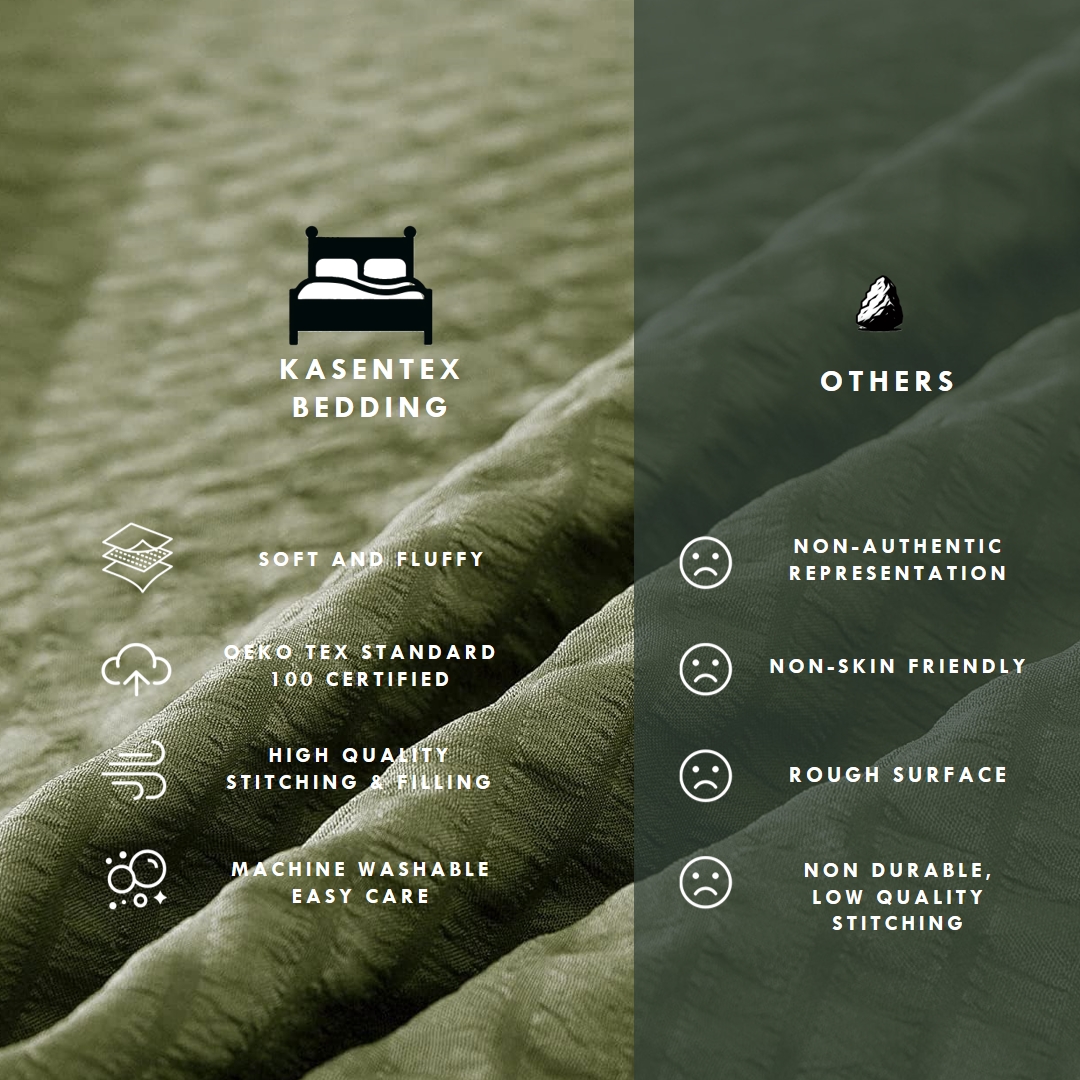 KASENTEX
BEDDING
SOFT AND FLUFFY
OEKO TEX STANDARD
100 CERTIFIED
HIGH QUALITY
STITCHING & FILLING
MACHINE WASHABLE
EASY CARE
OTHERS
NON-AUTHENTIC
REPRESENTATION
NON-SKIN FRIENDLY
ROUGH SURFACE
NON DURABLE,
LOW QUALITY
STITCHING